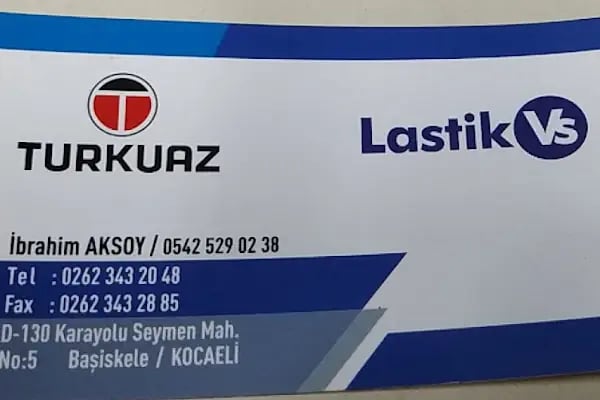 T
TURKUAZ
Lastik Vs
İbrahim AKSOY / 0542 529 02 38
Tel : 0262 343 20 48
Fax : 0262 343 28 85
D-130 Karayolu Seymen Mah.
No:5 Başiskele / KOCAELİ